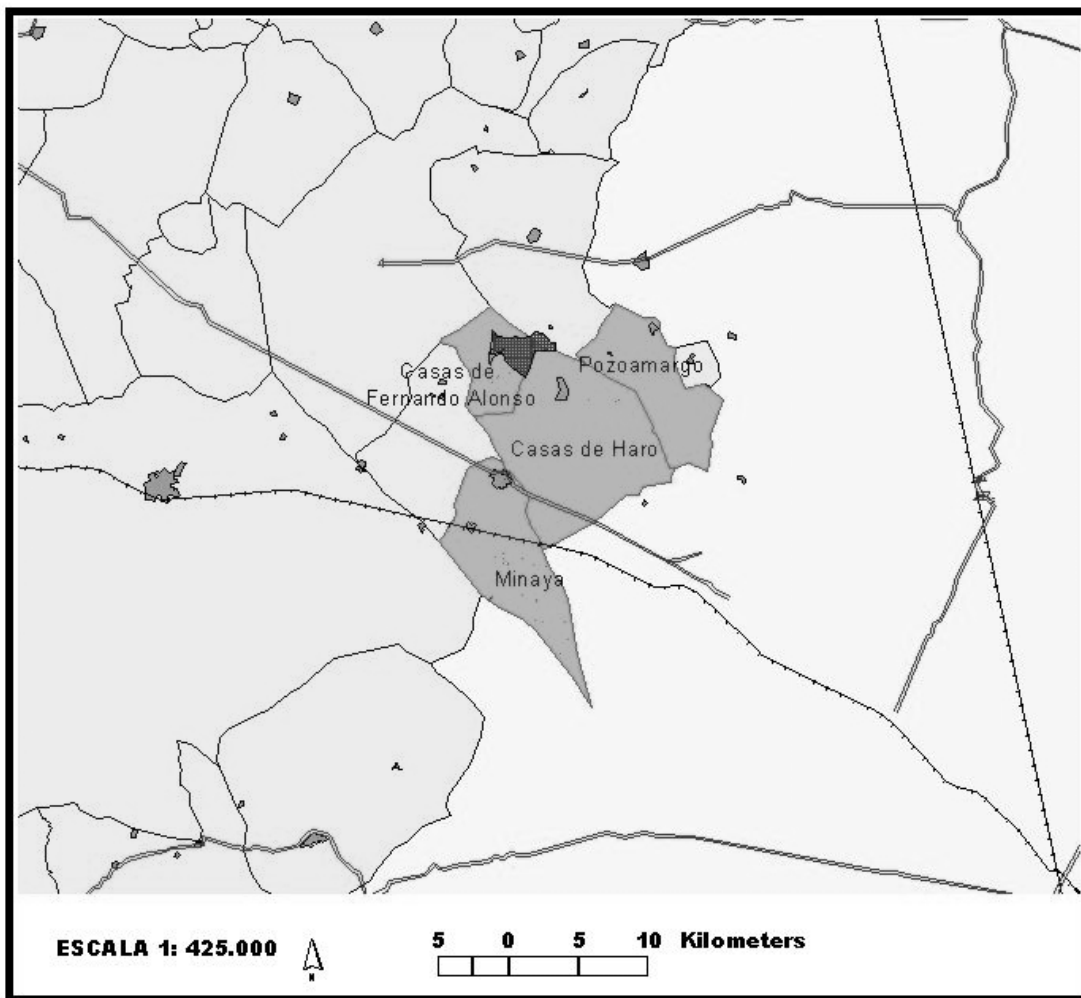 Pozoamargo
Casas de
Fernando Alonso
Casas de Haro
Minaya
ESCALA 1: 425.000
N
5 0 5 10 Kilometers